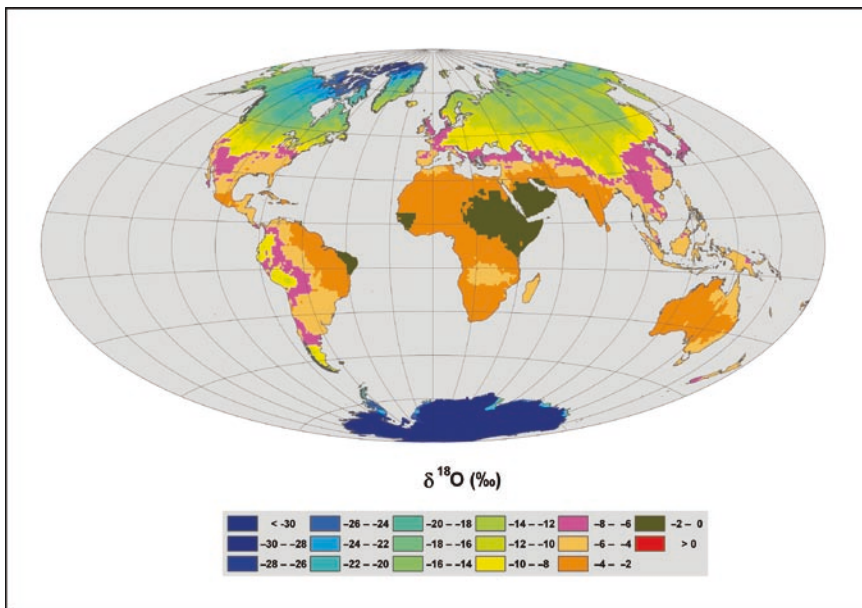 δ ¹⁸O (‰)
< -30 –26 – –24 –20 – –18 –14 – –12 –8 – –6 –2 – 0
–30 – –28 –24 – –22 –18 – –16 –12 – –10 –6 – –4 > 0
–28 – –26 –22 – –20 –16 – –14 –10 – –8 –4 – –2